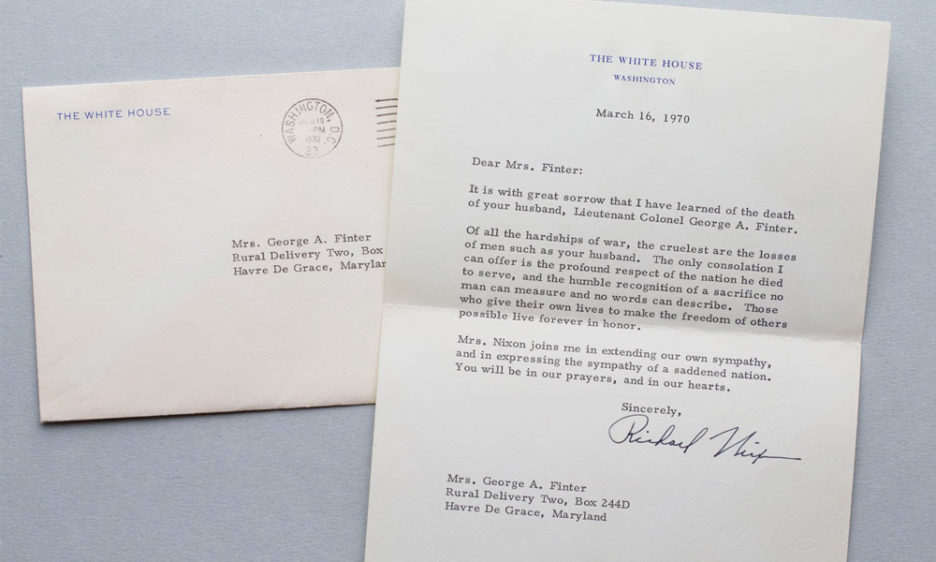 THE WHITE HOUSE
WASHINGTON, D.C.
PM
1970
22
Mrs. George A. Finter
Rural Delivery Two, Box
Havre De Grace, Marylan
THE WHITE HOUSE
WASHINGTON
March 16, 1970
Dear Mrs. Finter:
It is with great sorrow that I have learned of the death
of your husband, Lieutenant Colonel George A. Finter.
Of all the hardships of war, the cruelest are the losses
of men such as your husband. The only consolation I
can offer is the profound respect of the nation he died
to serve, and the humble recognition of a sacrifice no
man can measure and no words can describe. Those
who give their own lives to make the freedom of others
possible live forever in honor.
Mrs. Nixon joins me in extending our own sympathy,
and in expressing the sympathy of a saddened nation.
You will be in our prayers, and in our hearts.
Sincerely,
Richard Nixon
Mrs. George A. Finter
Rural Delivery Two, Box 244D
Havre De Grace, Maryland